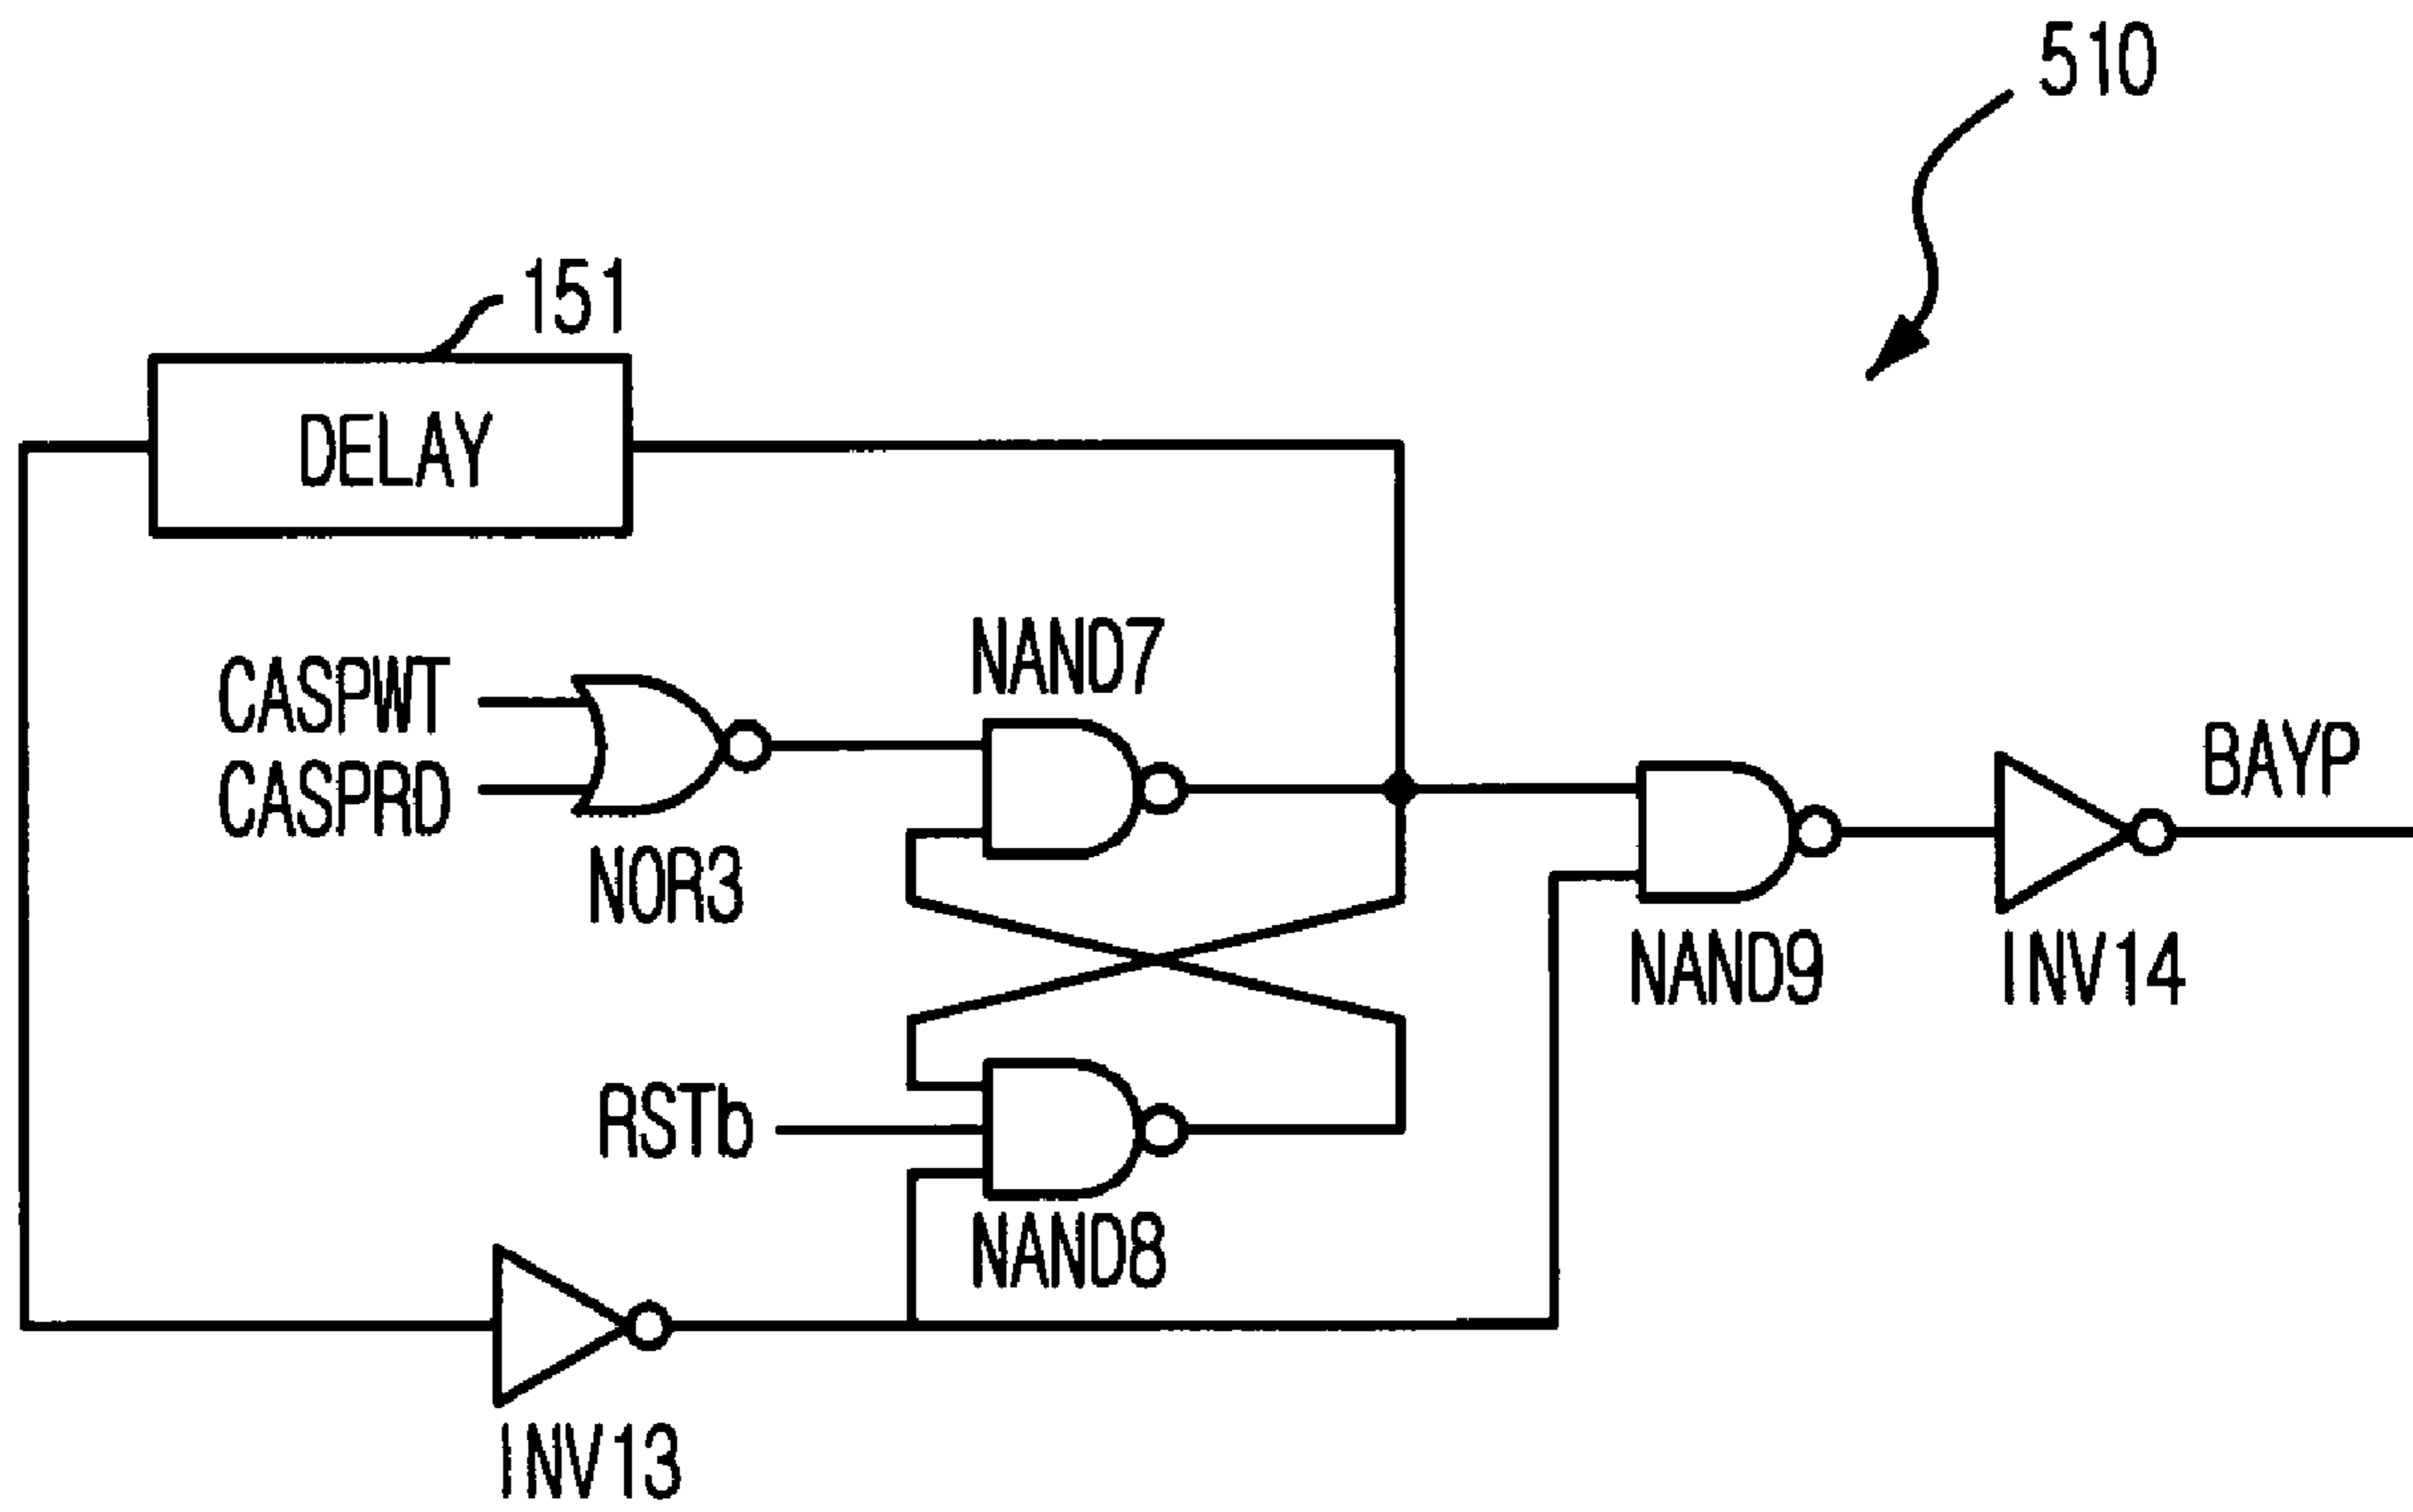 510
151
DELAY
NAND7
CASPWT
CASPRD
NOR3
BAYP
NAND9
INV14
RSTb
NAND8
INV13